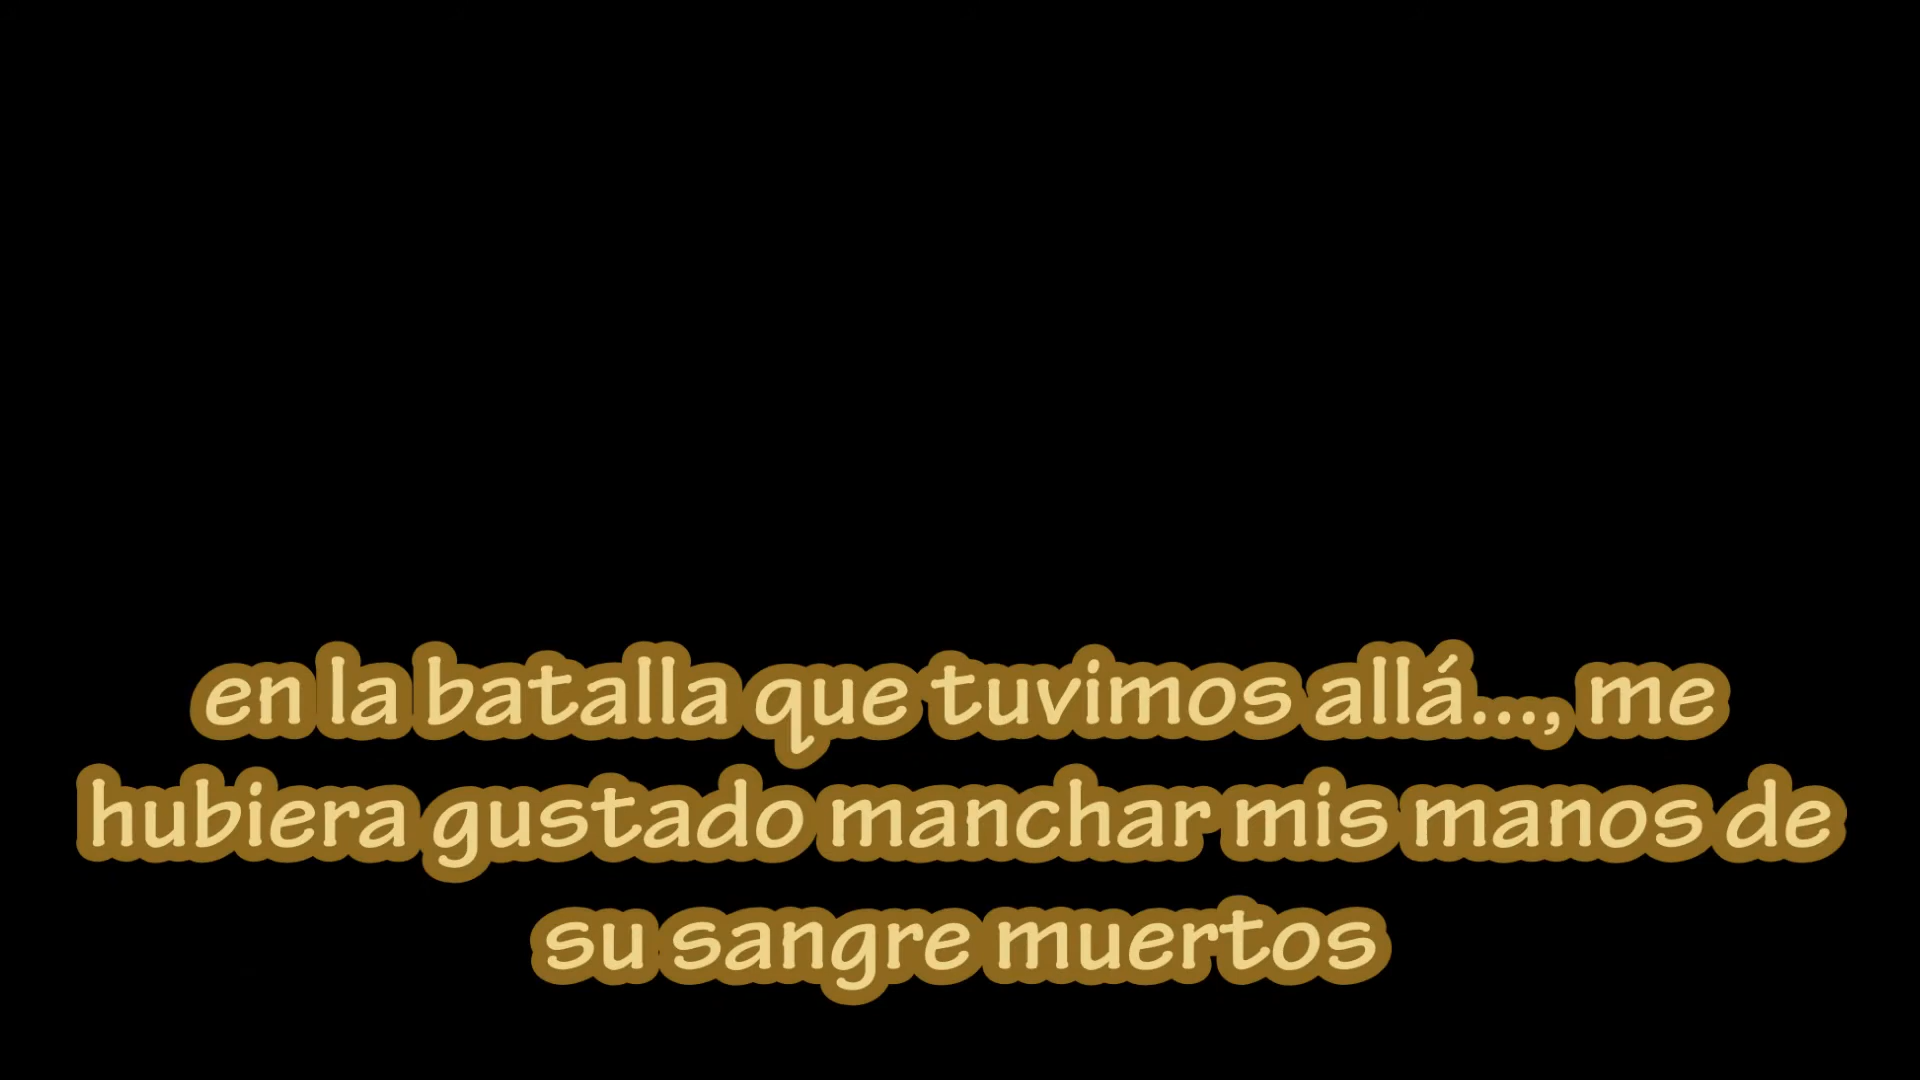 en la batalla que tuvimos allá..., me
hubiera gustado manchar mis manos de
su sangre muertos